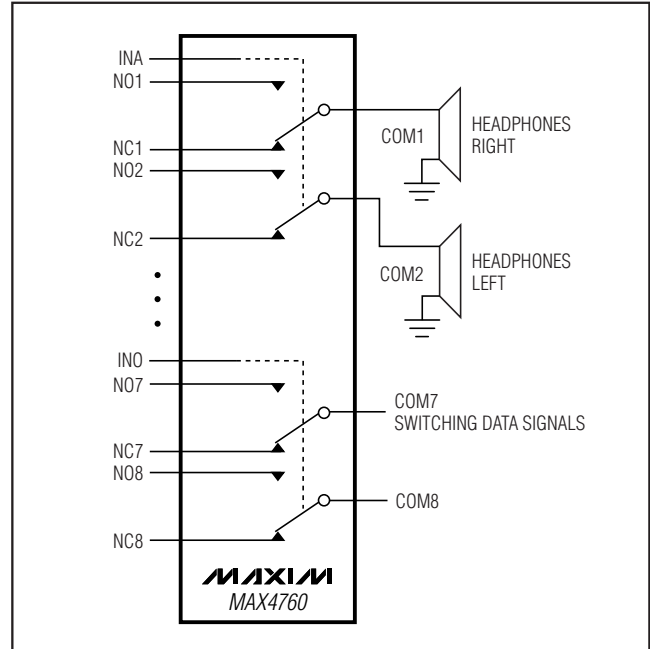 INA
NO1
COM1
HEADPHONES
RIGHT
NC1
NO2
NC2
COM2
HEADPHONES
LEFT
INO
NO7
COM7
SWITCHING DATA SIGNALS
NC7
NO8
COM8
NC8
MAXIM
MAX4760